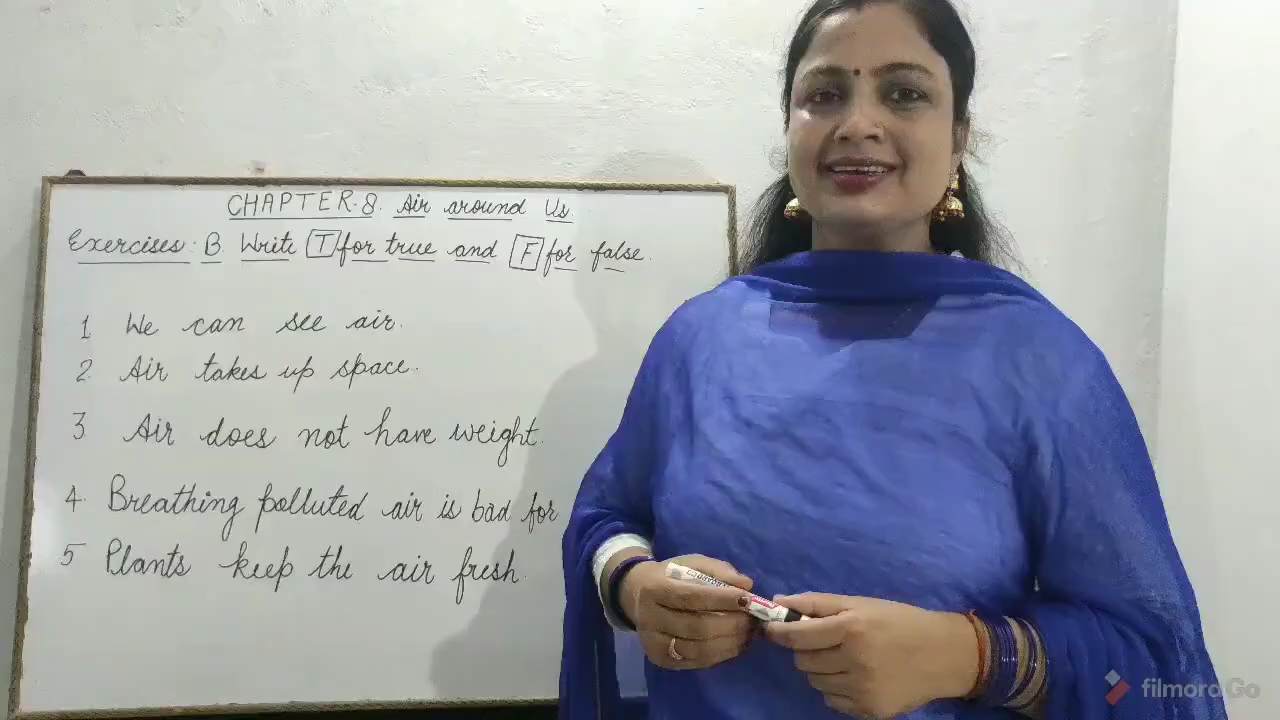 CHAPTER-8. Air around Us
Exercises: B. Write T for true and F for false.
1 We can see air.
2. Air takes up space.
3 Air does not have weight.
4. Breathing polluted air is bad for
5 Plants keep the air fresh.
filmoraGo